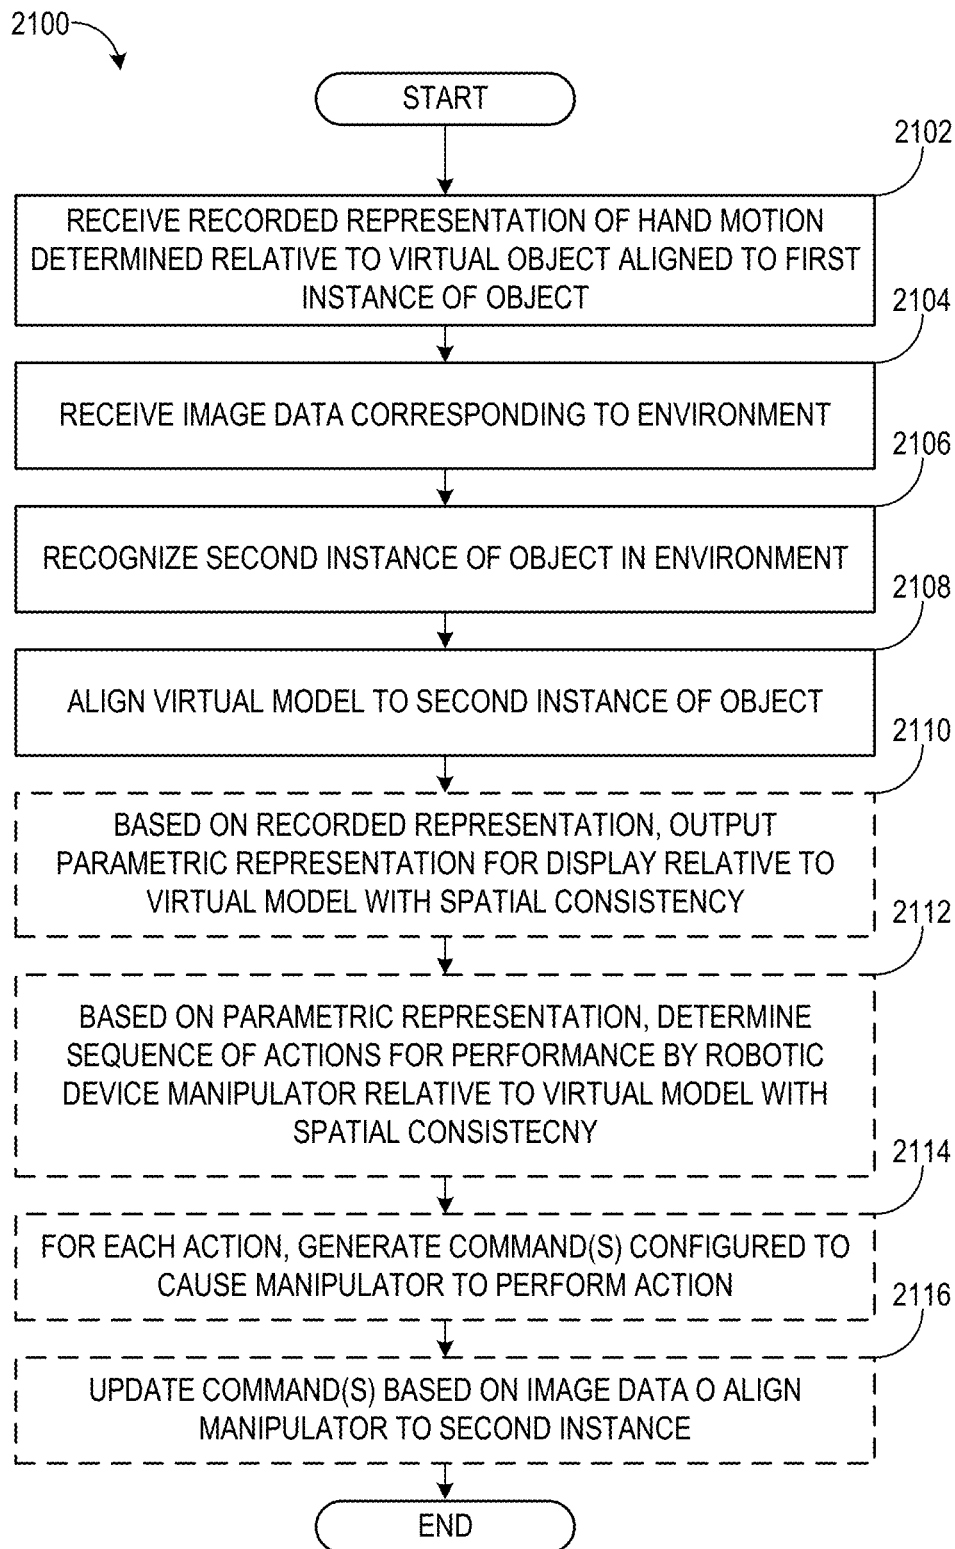 2100
START
2102
RECEIVE RECORDED REPRESENTATION OF HAND MOTION
DETERMINED RELATIVE TO VIRTUAL OBJECT ALIGNED TO FIRST
INSTANCE OF OBJECT
2104
RECEIVE IMAGE DATA CORRESPONDING TO ENVIRONMENT
2106
RECOGNIZE SECOND INSTANCE OF OBJECT IN ENVIRONMENT
2108
ALIGN VIRTUAL MODEL TO SECOND INSTANCE OF OBJECT
2110
BASED ON RECORDED REPRESENTATION, OUTPUT
PARAMETRIC REPRESENTATION FOR DISPLAY RELATIVE TO
VIRTUAL MODEL WITH SPATIAL CONSISTENCY
2112
BASED ON PARAMETRIC REPRESENTATION, DETERMINE
SEQUENCE OF ACTIONS FOR PERFORMANCE BY ROBOTIC
DEVICE MANIPULATOR RELATIVE TO VIRTUAL MODEL WITH
SPATIAL CONSISTECNY
2114
FOR EACH ACTION, GENERATE COMMAND(S) CONFIGURED TO
CAUSE MANIPULATOR TO PERFORM ACTION
2116
UPDATE COMMAND(S) BASED ON IMAGE DATA O ALIGN
MANIPULATOR TO SECOND INSTANCE
END